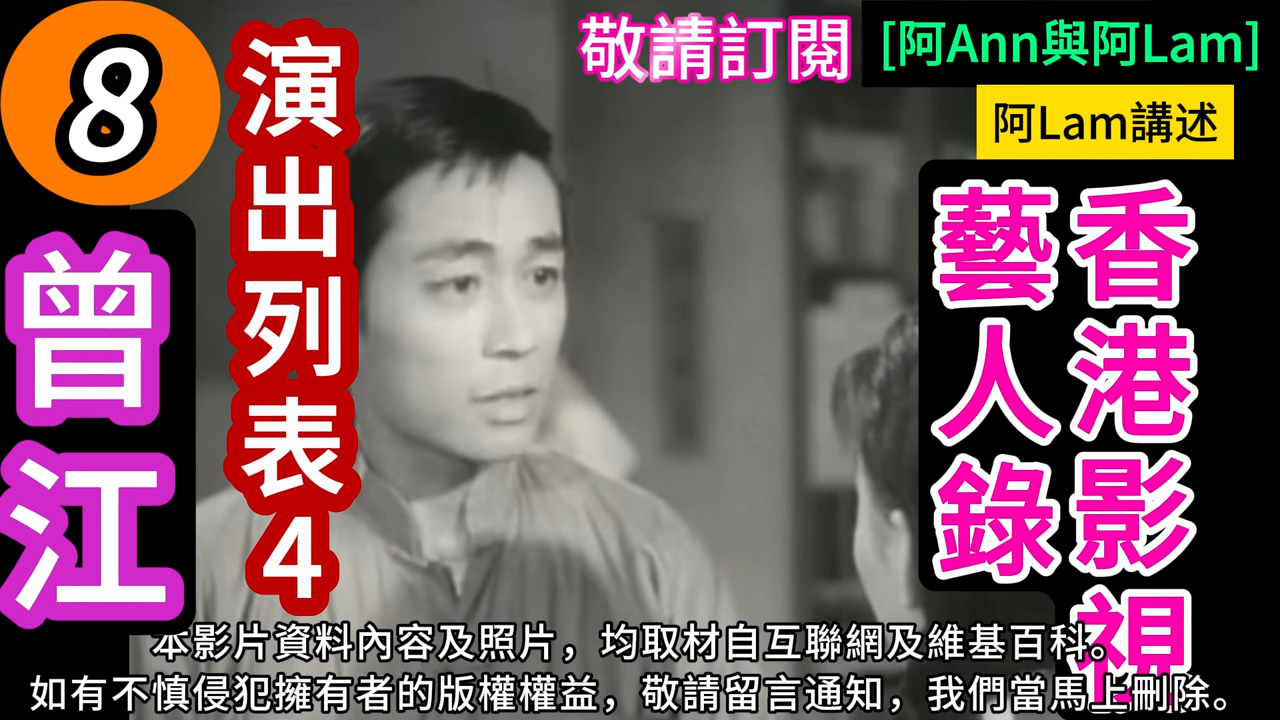 8
曾江
演出列表4
敬請訂閱
[阿Ann與阿Lam]
阿Lam講述
香港影視
藝人錄
本影片資料內容及照片，均取材自互聯網及維基百科。
如有不慎侵犯擁有者的版權權益，敬請留言通知，我們當馬上刪除。